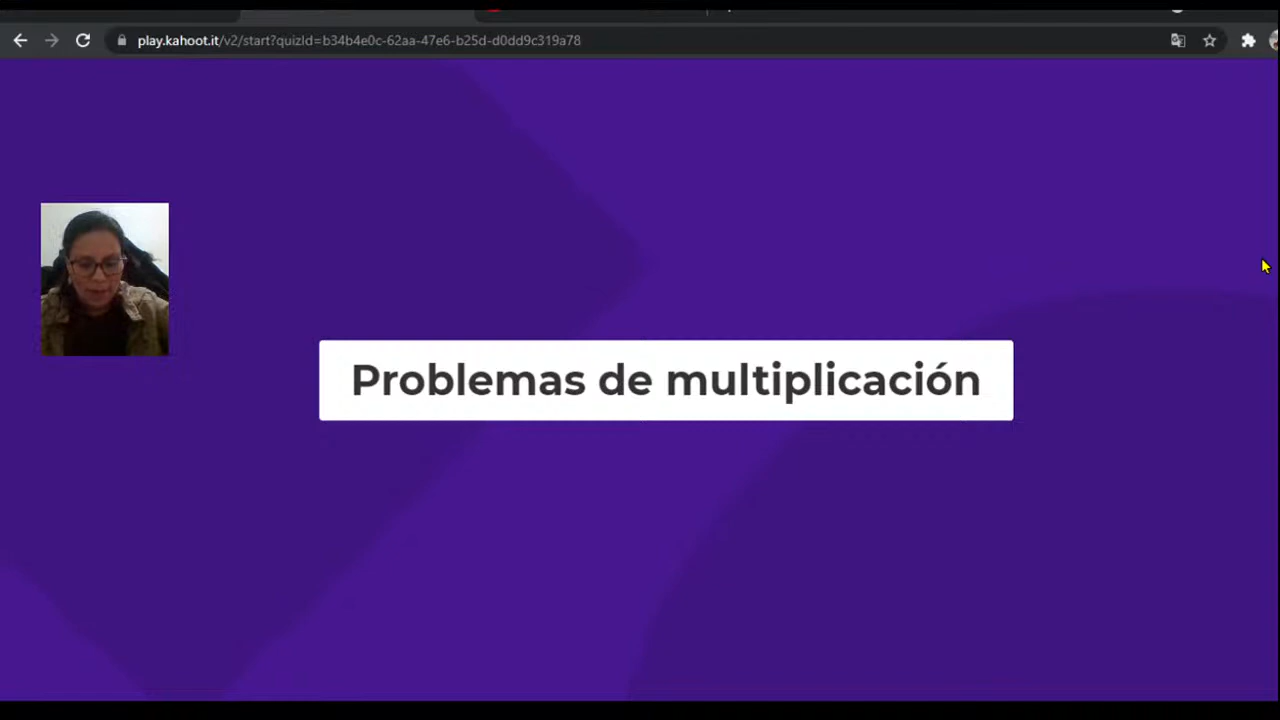 play.kahoot.it/v2/start?quizId=b34b4e0c-62aa-47e6-b25d-d0dd9c319a78
Problemas de multiplicación